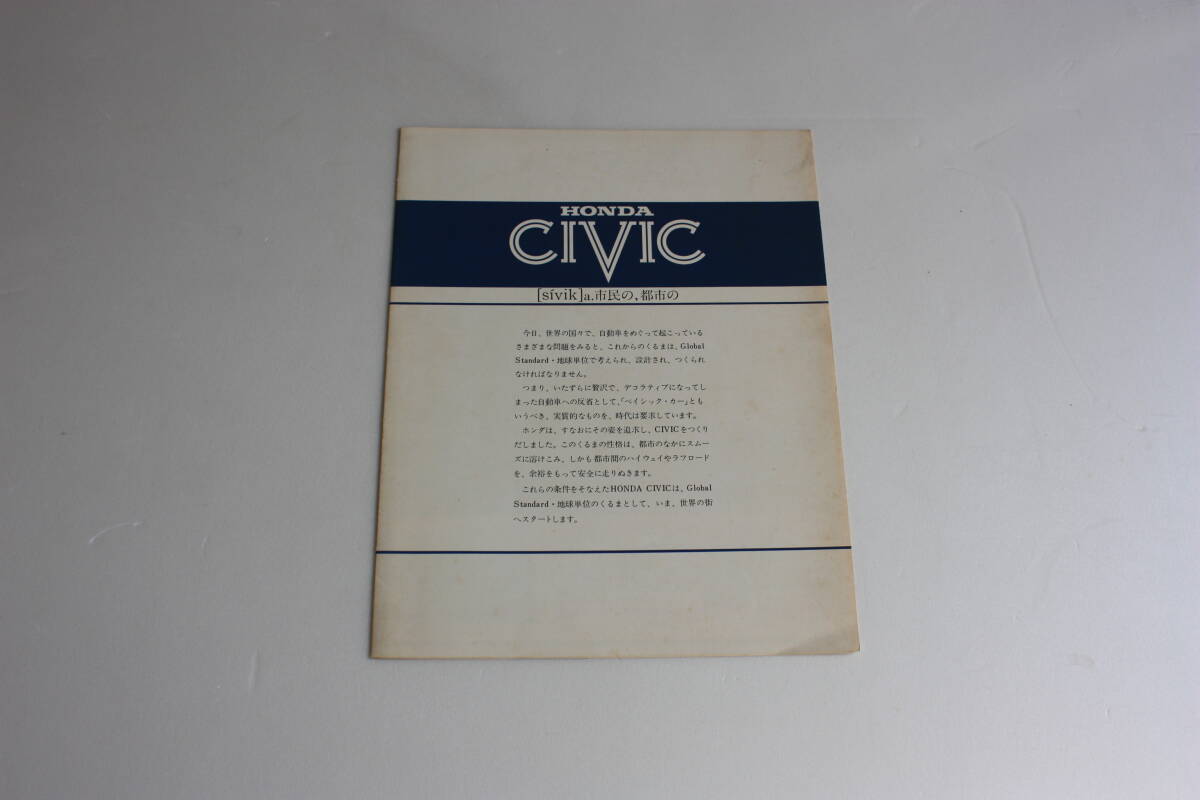 HONDA
CIVIC
[sívik]a.市民の,都市の
今日、世界の国々で、自動車をめぐって起こっている
さまざまな問題をみると、これからのくるまは、Global
Standard・地球単位で考えられ、設計され、つくられ
なければなりません。
つまり、いたずらに贅沢で、デコラティブになってし
まった自動車への反省として、「ベイシック・カー」とも
いうべき、実質的なものを、時代は要求しています。
ホンダは、すなおにその姿を追求し、CIVICをつくり
だしました。このくるまの性格は、都市のなかにスムー
ズに溶けこみ、しかも都市間のハイウェイやラフロード
を、余裕をもって安全に走りぬきます。
これらの条件をそなえたHONDA CIVICは、Global
Standard・地球単位のくるまとして、いま、世界の街
へスタートします。